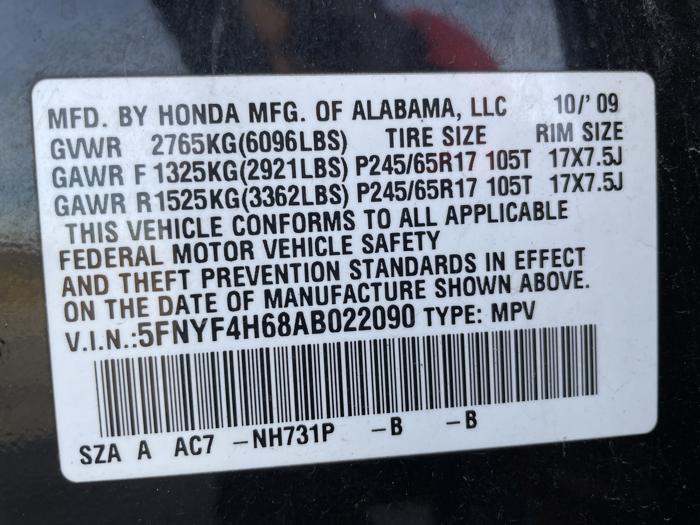 MFD. BY HONDA MFG. OF ALABAMA, LLC 10/'09
GVWR 2765KG(6096LBS) TIRE SIZE RIM SIZE
GAWR F 1325KG(2921LBS) P245/65R17 105T 17X7.5J
GAWR R1525KG(3362LBS) P245/65R17 105T 17X7.5J
THIS VEHICLE CONFORMS TO ALL APPLICABLE
FEDERAL MOTOR VEHICLE SAFETY
AND THEFT PREVENTION STANDARDS IN EFFECT
ON THE DATE OF MANUFACTURE SHOWN ABOVE.
V.I.N.:5FNYF4H68AB022090 TYPE: MPV
SZA A AC7 -NH731P -B -B